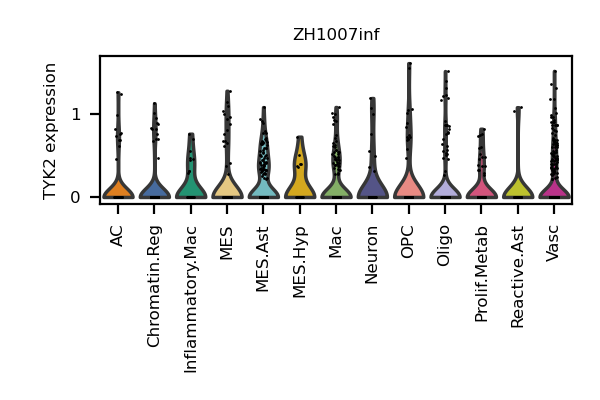 ZH1007inf
TYK2 expression
1
0
AC
Chromatin.Reg
Inflammatory.Mac
MES
MES.Ast
MES.Hyp
Mac
Neuron
OPC
Oligo
Prolif.Metab
Reactive.Ast
Vasc